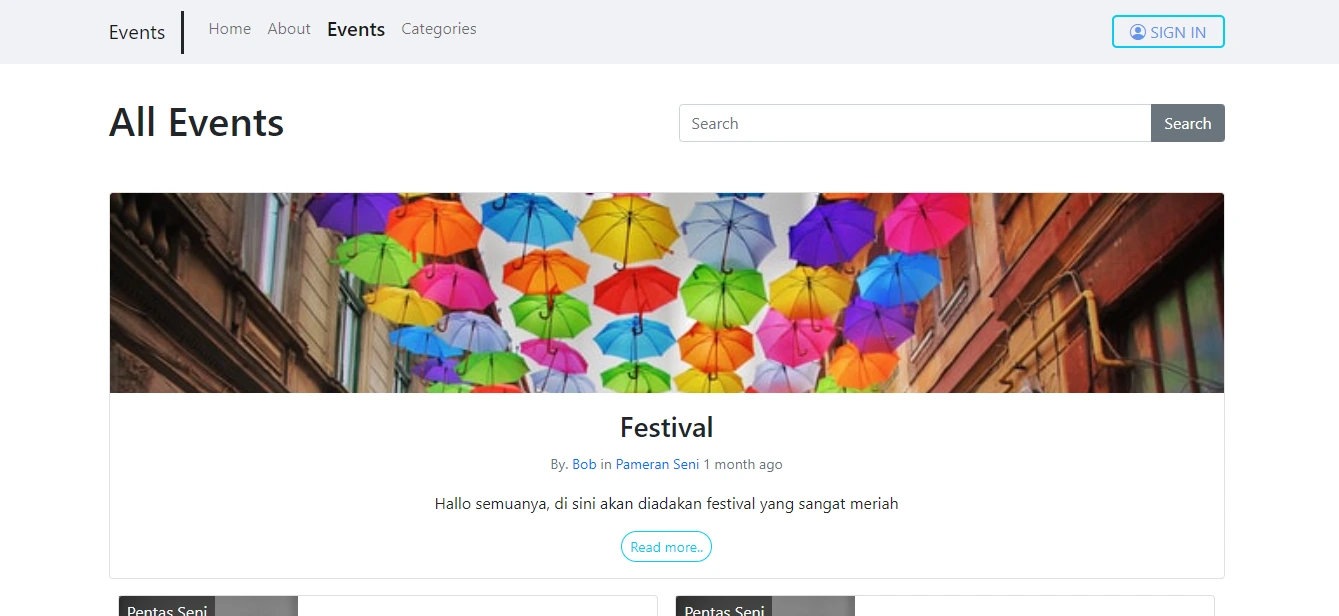 Events Home About Events Categories SIGN IN
All Events
Search Search
Festival
By. Bob in Pameran Seni 1 month ago
Hallo semuanya, di sini akan diadakan festival yang sangat meriah
Read more..
Pentas Seni Pentas Seni